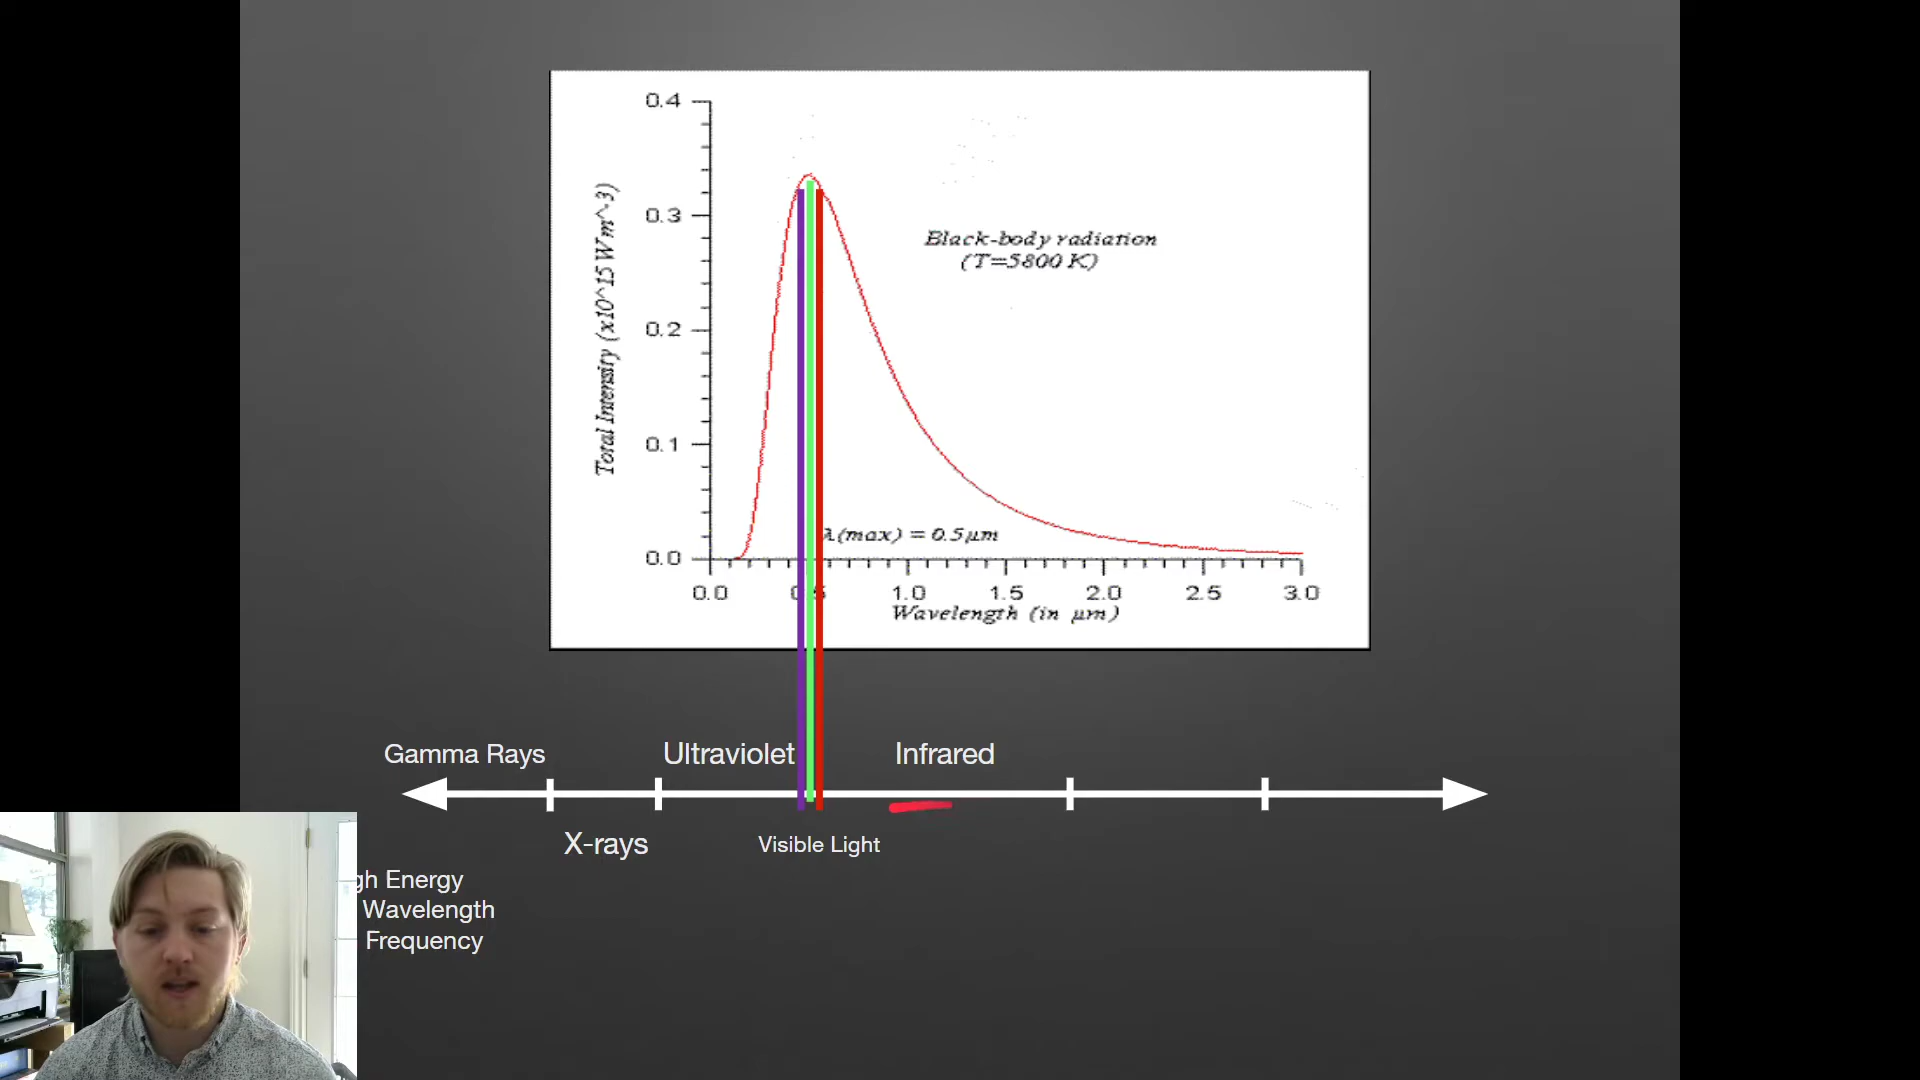 0.4
0.3
0.2
0.1
0.0
Total Intensity (x10^15 Wm^-3)
Black-body radiation
(T=5800 K)
λ(max) = 0.5μm
0.0 1.0 1.5 2.0 2.5 3.0
Wavelength (in μm)
Gamma Rays Ultraviolet Infrared
X-rays Visible Light
Energy
Wavelength
Frequency